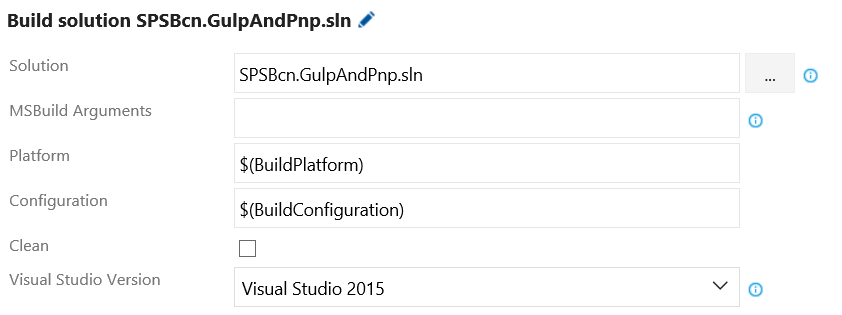 Build solution SPSBcn.GulpAndPnp.sln
Solution SPSBcn.GulpAndPnp.sln ...
MSBuild Arguments
Platform $(BuildPlatform)
Configuration $(BuildConfiguration)
Clean
Visual Studio Version Visual Studio 2015